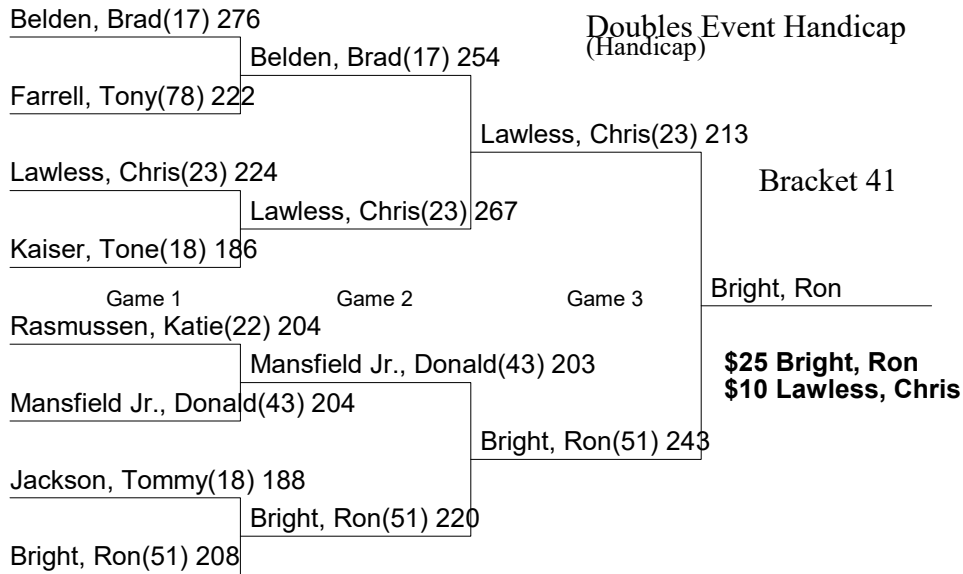 Belden, Brad(17) 276
Doubles Event Handicap
(Handicap)
Belden, Brad(17) 254
Farrell, Tony(78) 222
Lawless, Chris(23) 213
Lawless, Chris(23) 224
Bracket 41
Lawless, Chris(23) 267
Kaiser, Tone(18) 186
Game 1
Game 2
Game 3
Bright, Ron
Rasmussen, Katie(22) 204
Mansfield Jr., Donald(43) 203
$25 Bright, Ron
$10 Lawless, Chris
Mansfield Jr., Donald(43) 204
Bright, Ron(51) 243
Jackson, Tommy(18) 188
Bright, Ron(51) 220
Bright, Ron(51) 208